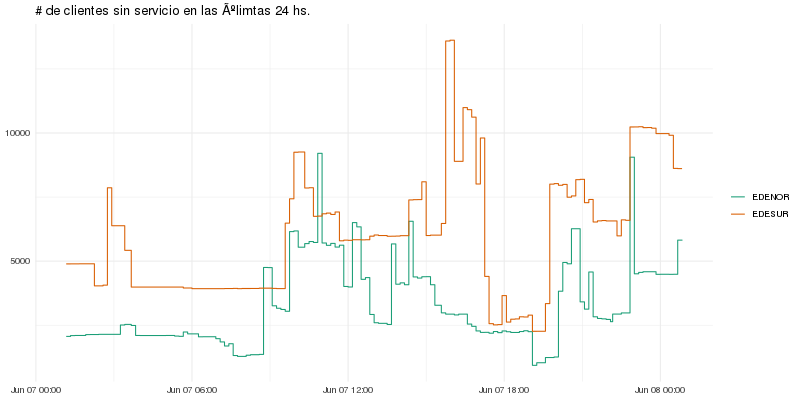 # de clientes sin servicio en las Ãºlimtas 24 hs.
10000
5000
EDENOR
EDESUR
Jun 07 00:00
Jun 07 06:00
Jun 07 12:00
Jun 07 18:00
Jun 08 00:00